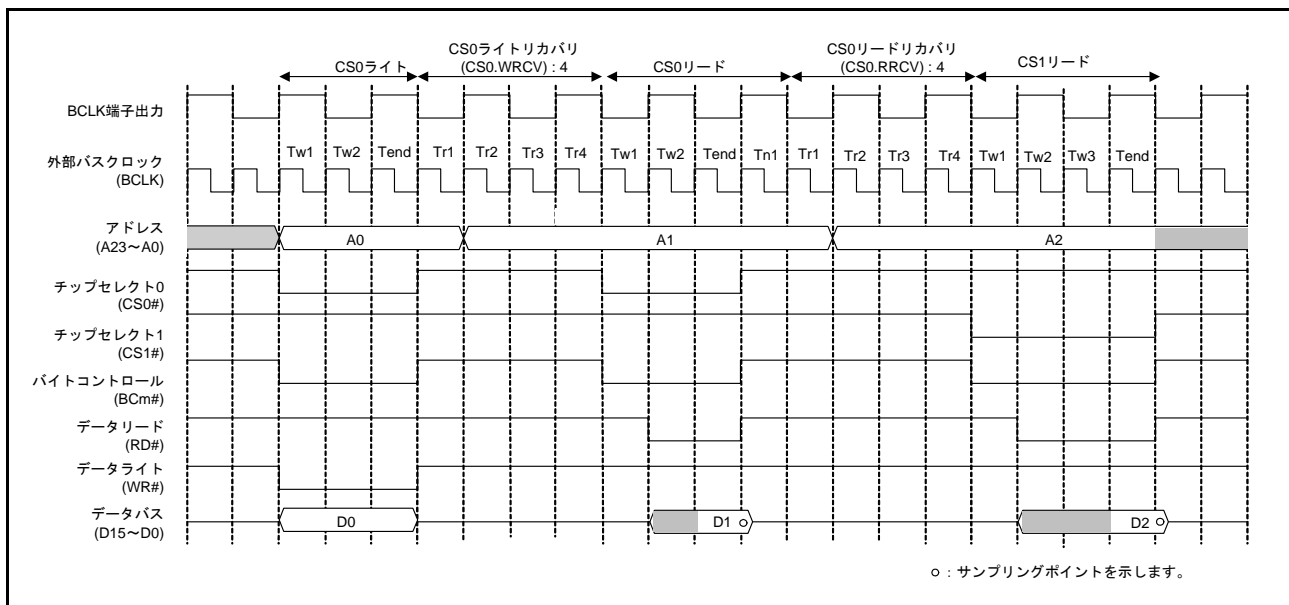 CS0ライト
CS0ライトリカバリ
(CS0.WRCV) : 4
CS0リード
CS0リードリカバリ
(CS0.RRCV) : 4
CS1リード
BCLK端子出力
外部バスクロック
(BCLK)
Tw1 Tw2 Tend Tr1 Tr2 Tr3 Tr4 Tw1 Tw2 Tend Tn1 Tr1 Tr2 Tr3 Tr4 Tw1 Tw2 Tw3 Tend
アドレス
(A23～A0)
A0 A1 A2
チップセレクト0
(CS0#)
チップセレクト1
(CS1#)
バイトコントロール
(BCm#)
データリード
(RD#)
データライト
(WR#)
データバス
(D15～D0)
D0 D1 D2
○ : サンプリングポイントを示します。